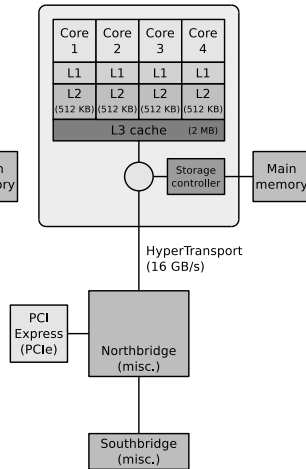 Core Core Core Core
1 2 3 4
L1 L1 L1 L1
L2 L2 L2 L2
(512 KB) (512 KB) (512 KB) (512 KB)
L3 cache (2 MB)
Storage
controller
Main
memory
HyperTransport
(16 GB/s)
PCI
Express
(PCIe)
Northbridge
(misc.)
Southbridge
(misc.)